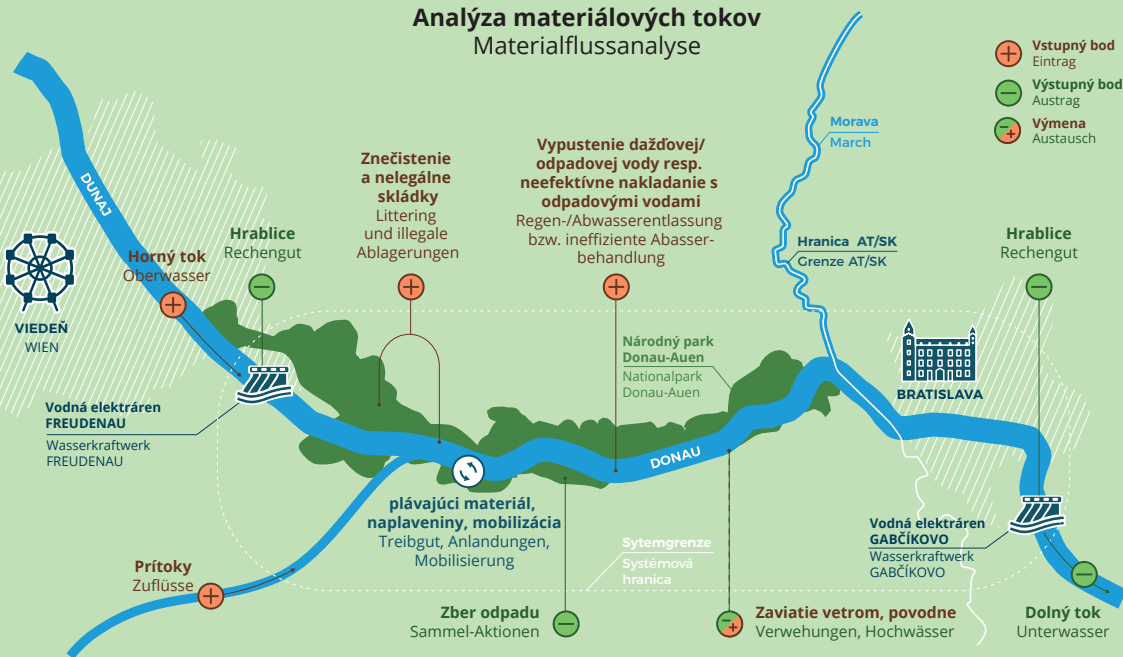 Analýza materiálových tokov
Materialflussanalyse
Vstupný bod
Eintrag
Výstupný bod
Austrag
Výmena
Austausch
Morava
March
Vypustenie dažďovej/
odpadovej vody resp.
neefektívne nakladanie s
odpadovými vodami
Regen-/Abwasserentlassung
bzw. ineffiziente Abasser-
behandlung
Znečistenie
a nelegálne
skládky
Littering
und illegale
Ablagerungen
DUNAJ
Hrablice
Rechengut
Horný tok
Oberwasser
Hranica AT/SK
Grenze AT/SK
Hrablice
Rechengut
VIEDEŇ
WIEN
Národný park
Donau-Auen
Nationalpark
Donau-Auen
BRATISLAVA
Vodná elektráren
FREUDENAU
Wasserkraftwerk
FREUDENAU
DONAU
plávajúci materiál,
naplaveniny, mobilizácia
Treibgut, Anlandungen,
Mobilisierung
Sytemgrenze
Systémová
hranica
Vodná elektráren
GABČÍKOVO
Wasserkraftwerk
GABČÍKOVO
Prítoky
Zuflüsse
Zber odpadu
Sammel-Aktionen
Zaviatie vetrom, povodne
Verwehungen, Hochwässer
Dolný tok
Unterwasser